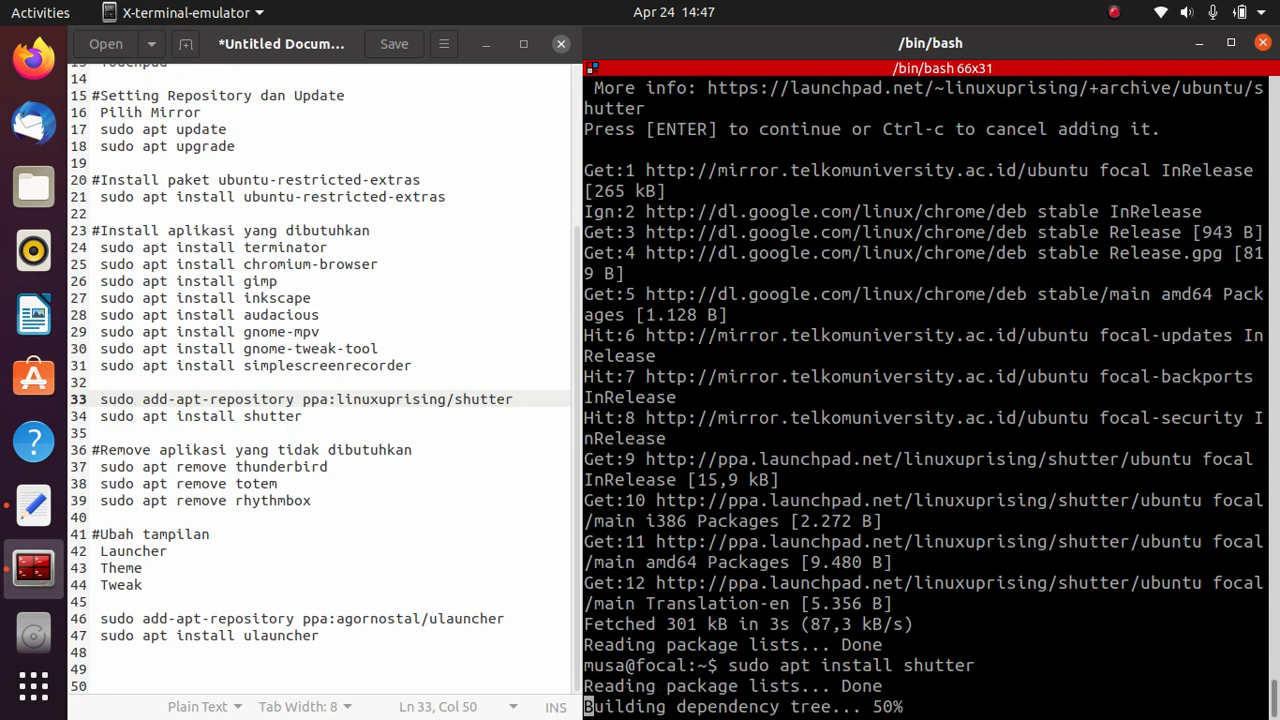 Activities
X-terminal-emulator
Apr 24 14:47
Open
*Untitled Docum...
Save
14
15 #Setting Repository dan Update
16 Pilih Mirror
17 sudo apt update
18 sudo apt upgrade
19
20 #Install paket ubuntu-restricted-extras
21 sudo apt install ubuntu-restricted-extras
22
23 #Install aplikasi yang dibutuhkan
24 sudo apt install terminator
25 sudo apt install chromium-browser
26 sudo apt install gimp
27 sudo apt install inkscape
28 sudo apt install audacious
29 sudo apt install gnome-mpv
30 sudo apt install gnome-tweak-tool
31 sudo apt install simplescreenrecorder
32
33 sudo add-apt-repository ppa:linuxuprising/shutter
34 sudo apt install shutter
35
36 #Remove aplikasi yang tidak dibutuhkan
37 sudo apt remove thunderbird
38 sudo apt remove totem
39 sudo apt remove rhythmbox
40
41 #Ubah tampilan
42 Launcher
43 Theme
44 Tweak
45
46 sudo add-apt-repository ppa:agornostal/ulauncher
47 sudo apt install ulauncher
48
49
50
Plain Text
Tab Width: 8
Ln 33, Col 50
INS
/bin/bash
/bin/bash 66x31
More info: https://launchpad.net/~linuxuprising/+archive/ubuntu/s
hutter
Press [ENTER] to continue or Ctrl-c to cancel adding it.
Get:1 http://mirror.telkomuniversity.ac.id/ubuntu focal InRelease
[265 kB]
Ign:2 http://dl.google.com/linux/chrome/deb stable InRelease
Get:3 http://dl.google.com/linux/chrome/deb stable Release [943 B]
Get:4 http://dl.google.com/linux/chrome/deb stable Release.gpg [81
9 B]
Get:5 http://dl.google.com/linux/chrome/deb stable/main amd64 Pack
ages [1.128 B]
Hit:6 http://mirror.telkomuniversity.ac.id/ubuntu focal-updates In
Release
Hit:7 http://mirror.telkomuniversity.ac.id/ubuntu focal-backports
InRelease
Hit:8 http://mirror.telkomuniversity.ac.id/ubuntu focal-security I
nRelease
Get:9 http://ppa.launchpad.net/linuxuprising/shutter/ubuntu focal
InRelease [15,9 kB]
Get:10 http://ppa.launchpad.net/linuxuprising/shutter/ubuntu focal
/main i386 Packages [2.272 B]
Get:11 http://ppa.launchpad.net/linuxuprising/shutter/ubuntu focal
/main amd64 Packages [9.480 B]
Get:12 http://ppa.launchpad.net/linuxuprising/shutter/ubuntu focal
/main Translation-en [5.356 B]
Fetched 301 kB in 3s (87,3 kB/s)
Reading package lists... Done
musa@focal:~$ sudo apt install shutter
Reading package lists... Done
Building dependency tree... 50%